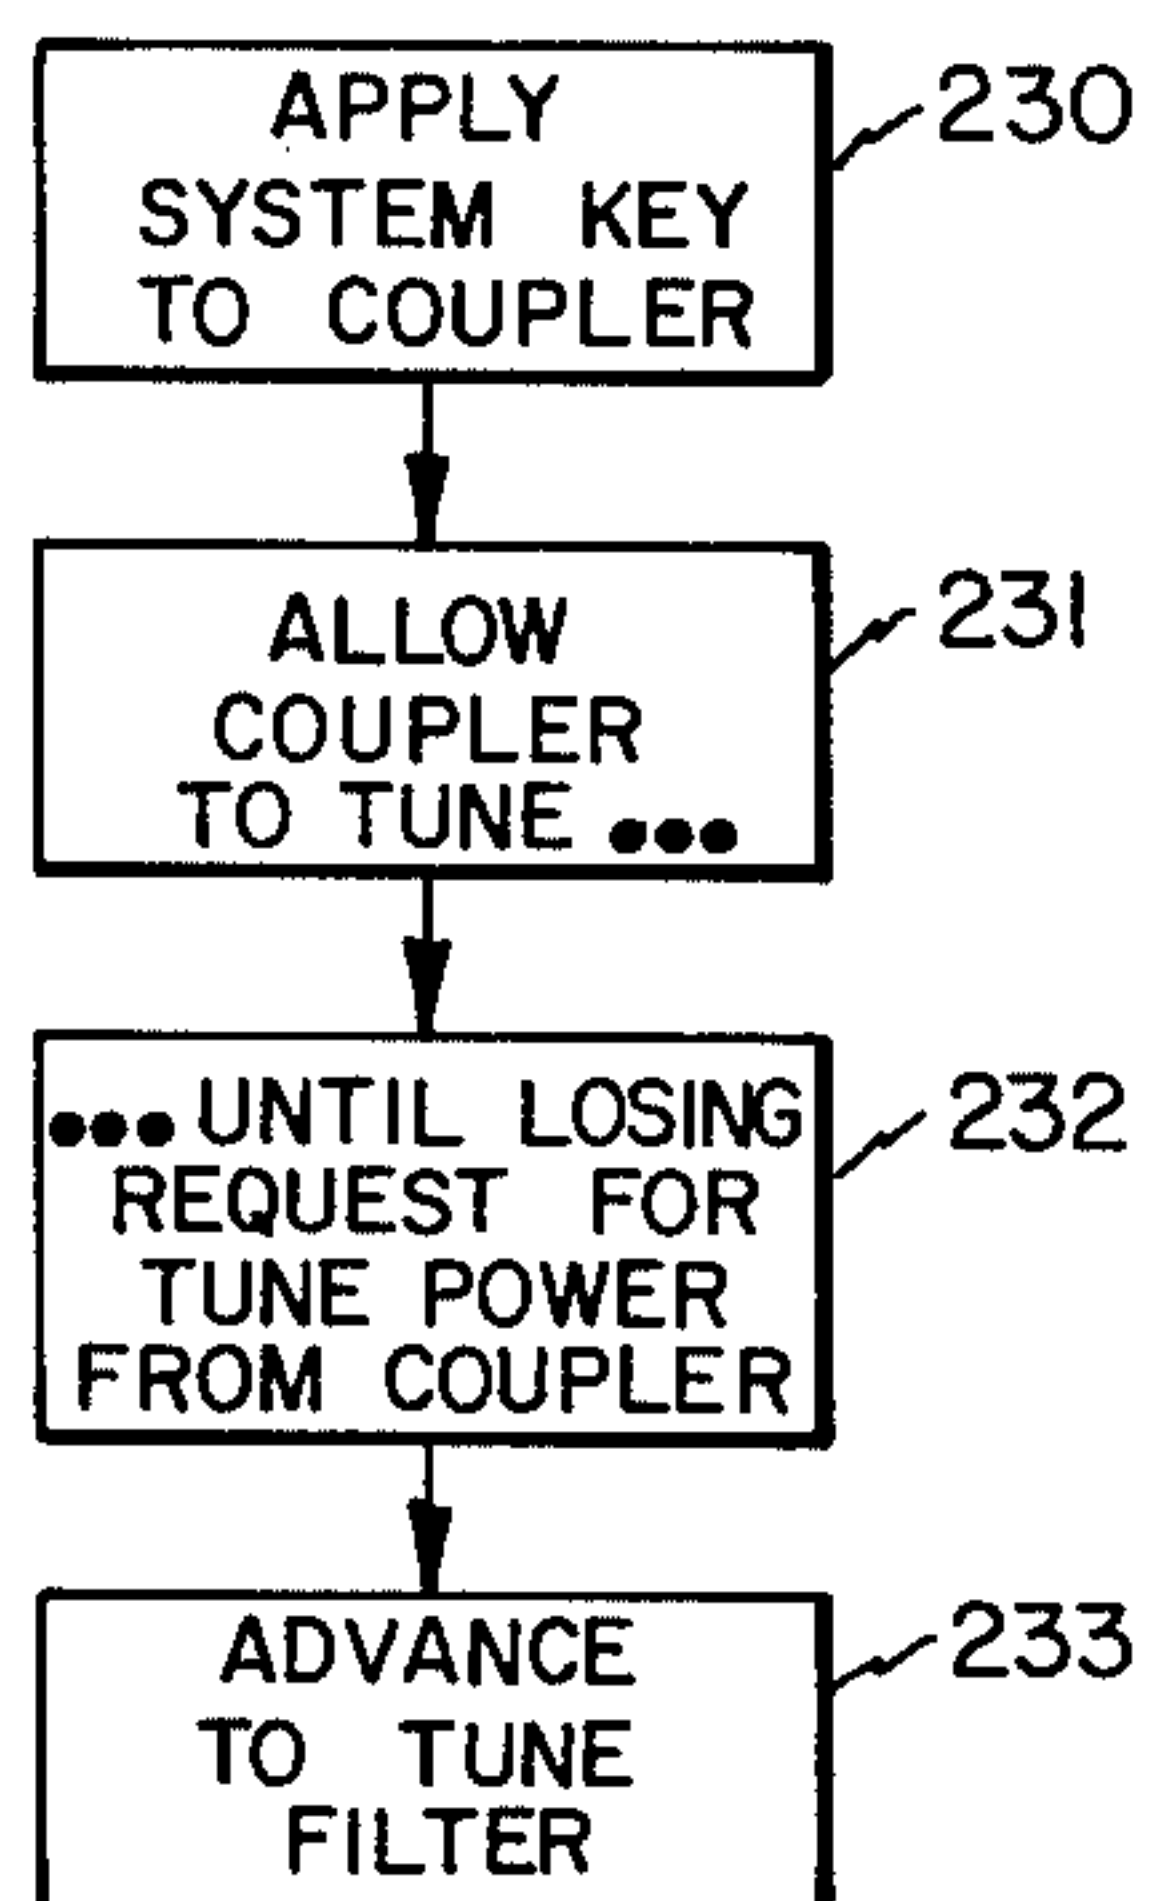 APPLY
SYSTEM KEY
TO COUPLER
230
ALLOW
COUPLER
TO TUNE •••
231
••• UNTIL LOSING
REQUEST FOR
TUNE POWER
FROM COUPLER
232
ADVANCE
TO TUNE
FILTER
233